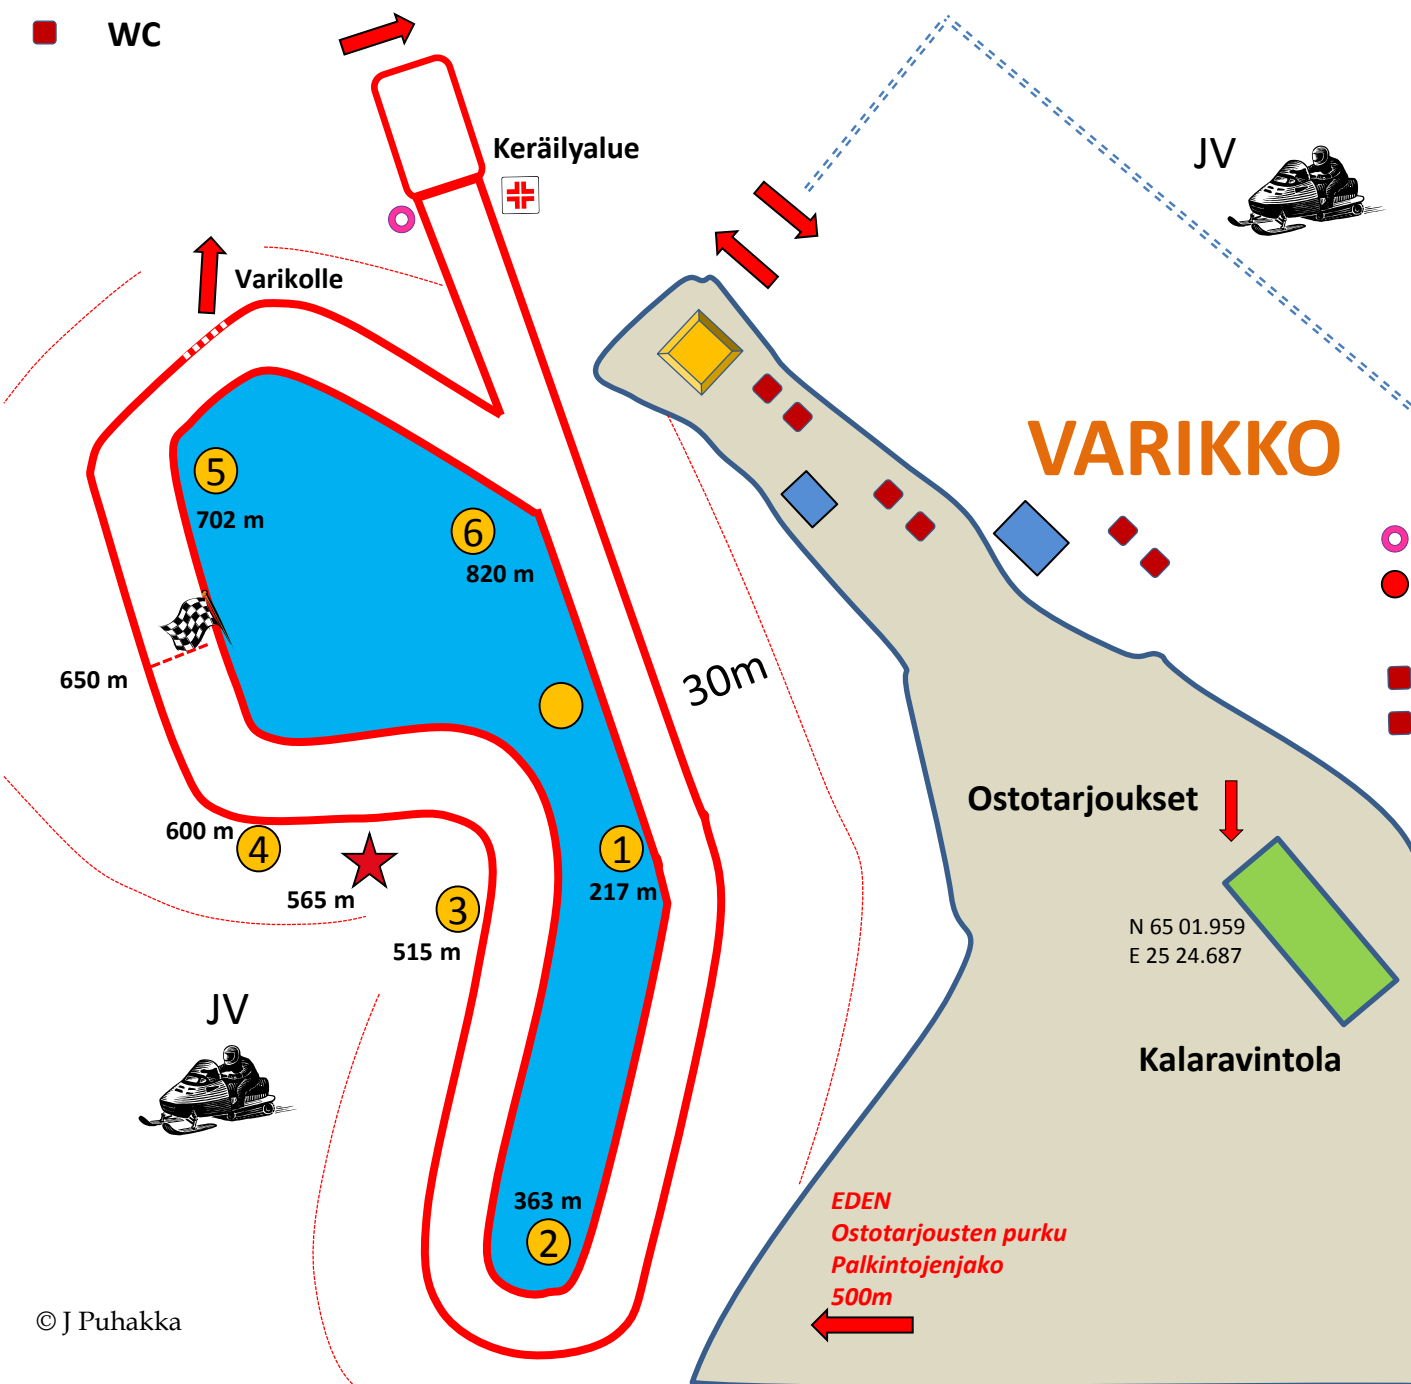 WC
Keräilyalue
JV
Varikolle
VARIKKO
5
702 m
6
820 m
650 m
30m
Ostotarjoukset
600 m
4
1
565 m
217 m
3
515 m
N 65 01.959
E 25 24.687
JV
Kalaravintola
363 m
2
EDEN
Ostotarjousten purku
Palkintojenjako
500m
© J Puhakka